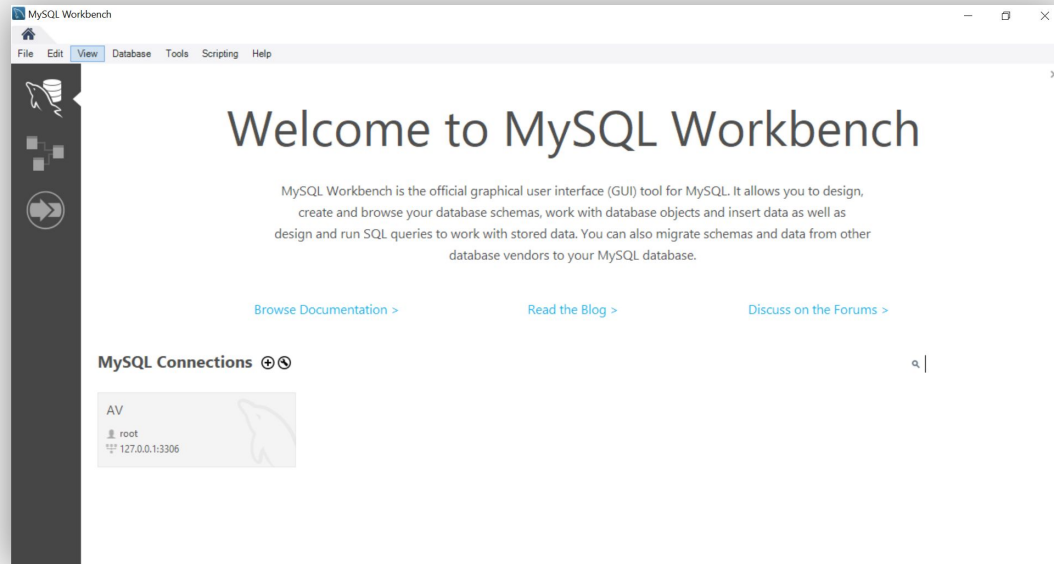 MySQL Workbench
File Edit View Database Tools Scripting Help
Welcome to MySQL Workbench
MySQL Workbench is the official graphical user interface (GUI) tool for MySQL. It allows you to design,
create and browse your database schemas, work with database objects and insert data as well as
design and run SQL queries to work with stored data. You can also migrate schemas and data from other
database vendors to your MySQL database.
Browse Documentation > Read the Blog > Discuss on the Forums >
MySQL Connections
AV
root
127.0.0.1:3306